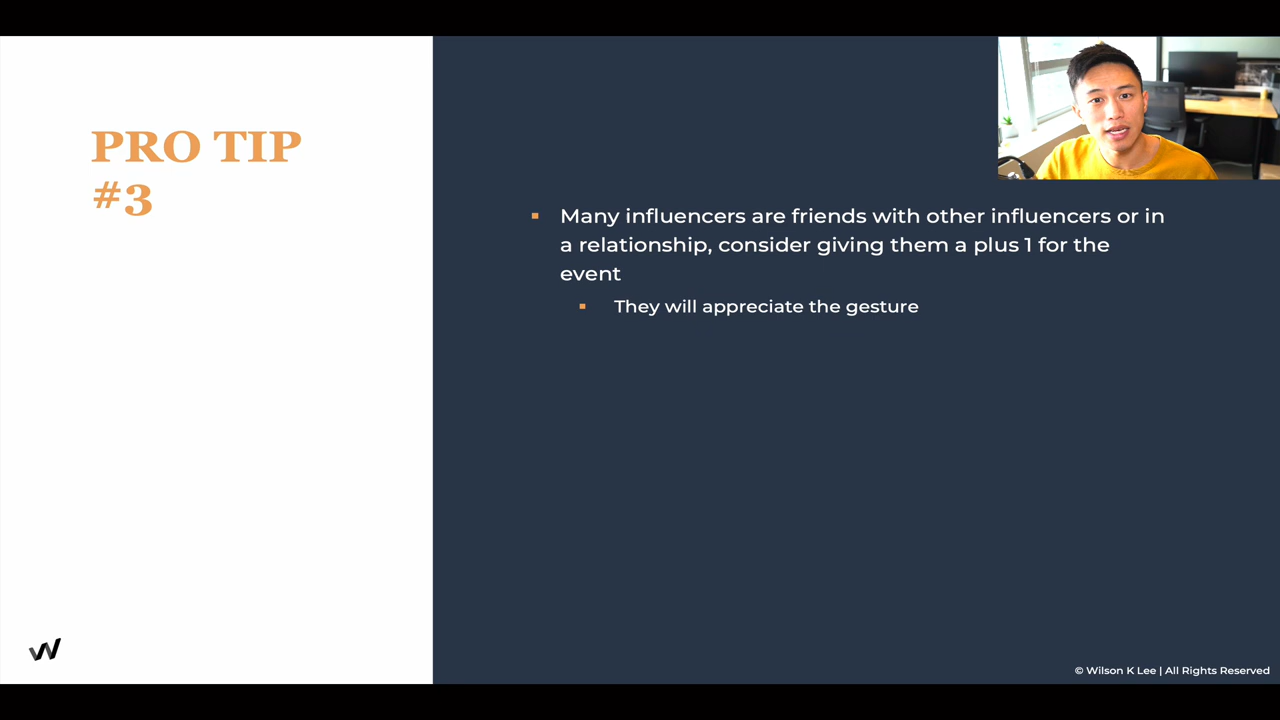 PRO TIP
#3
Many influencers are friends with other influencers or in
a relationship, consider giving them a plus 1 for the
event
They will appreciate the gesture
© Wilson K Lee | All Rights Reserved